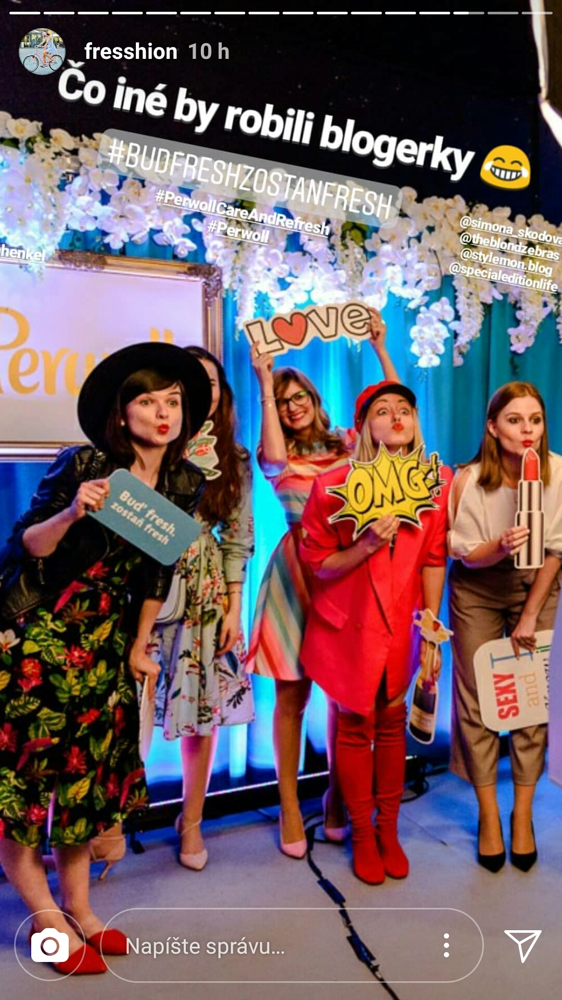 fresshion 10 h
Čo iné by robili blogerky 😂
#BUDFRESHZOSTANFRESH
#PerwollCareAndRefresh
#Perwoll
@simona_skodova
@theblondzebras
@stylemon.blog
@specialeditionlife
henkel
LOVE
OMG!
Buď fresh,
zostaň fresh
SEXY
and
Napíšte správu...